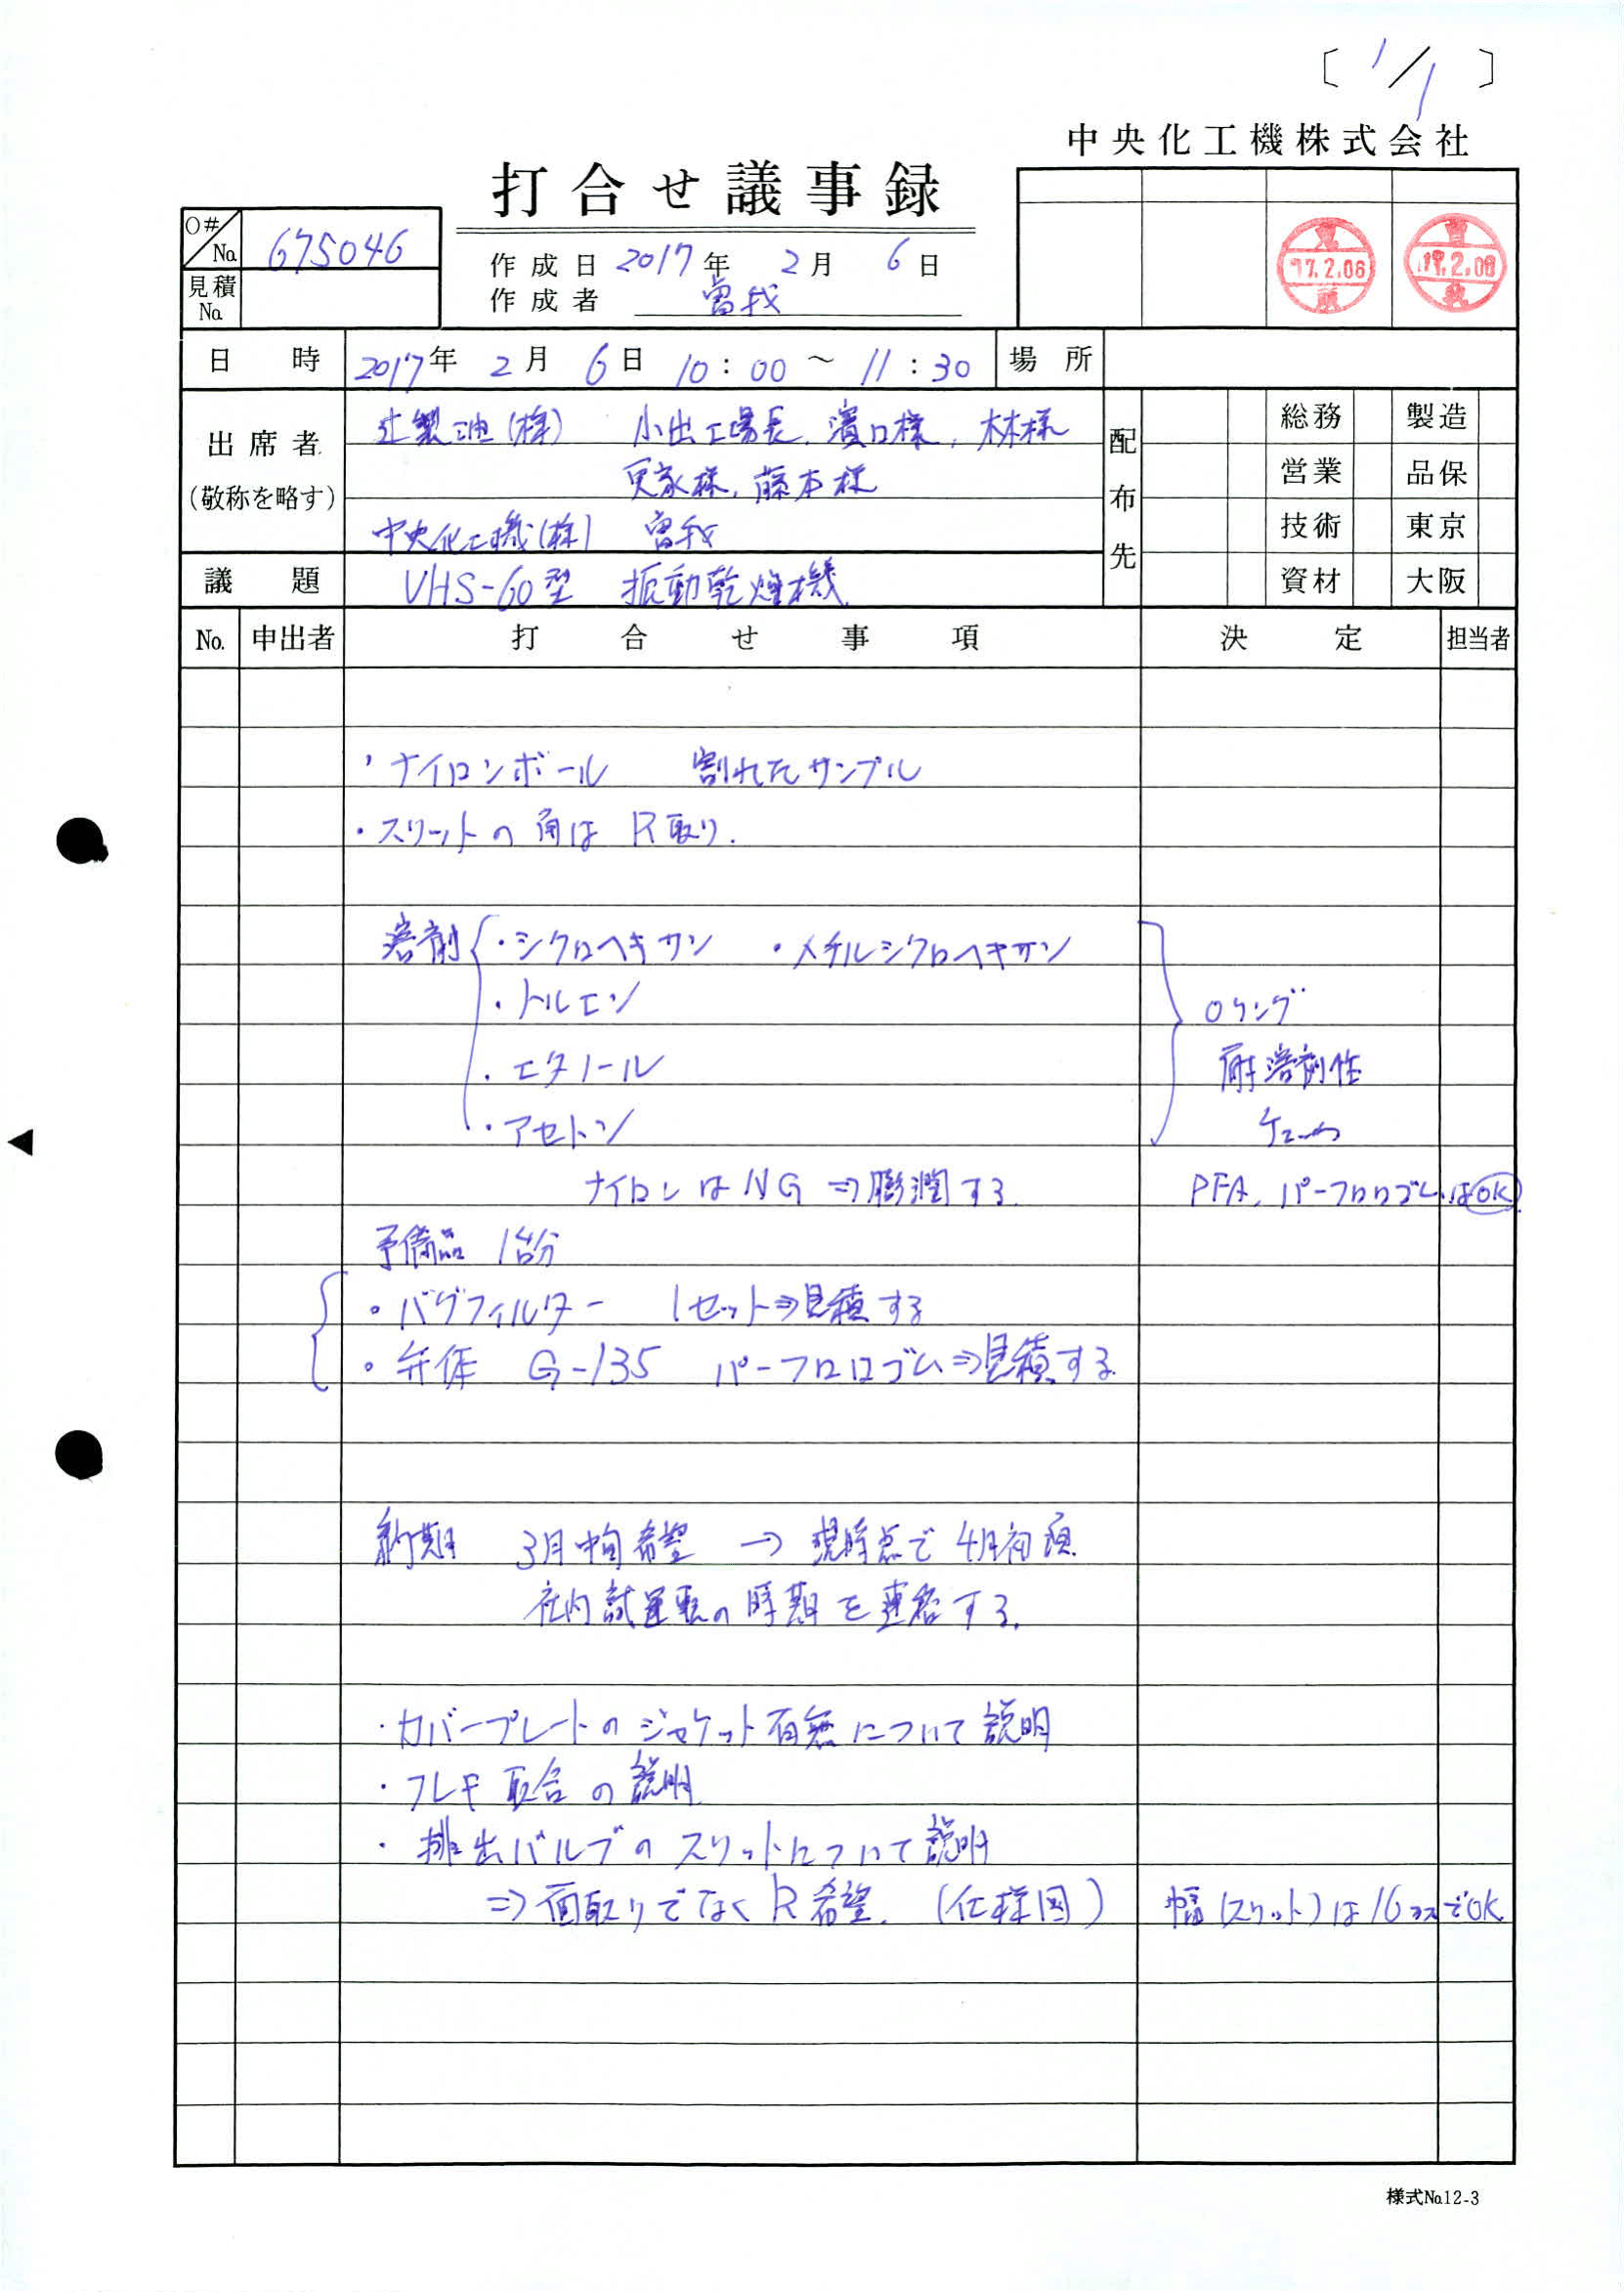 〔 1/1 〕
中央化工機株式会社
打合せ議事録
O#/No. 675046
見積No.
作成日 2017年 2月 6日
作成者 曽我
17.2.06
17.2.06
日時 2017年 2月 6日 10:00 ～ 11:30 場所
出席者 (敬称を略す)
辻製油(株) 小出工場長, 濱口様, 林様
更家様, 藤本様
中央化工機(株) 曽我
配布先
総務 製造
営業 品保
技術 東京
資材 大阪
議題 VHS-60型 振動乾燥機
No. 申出者 打合せ事項 決定 担当者
・ナイロンボール 割れたサンプル
・スリットの角は R取り.
溶剤 ・シクロヘキサン ・メチルシクロヘキサン
・トルエン Oリング
・エタノール 耐溶剤性
・アセトン
ナイロンはNG ⇒膨潤する. PFA, パーフロロゴムはOK
予備品 1台分
・バグフィルター 1セット⇒見積する
・弁体 G-135 パーフロロゴム⇒見積する
納期 3月中旬希望 → 現時点で4月初頃
社内試運転の時期を連絡する.
・カバープレートのジャケット有無について説明
・フレキ取合の説明
・排出バルブのスリットについて説明
⇒面取りでなくR希望. (仕様図) 幅(スリット)は16 でOK
様式No.12-3